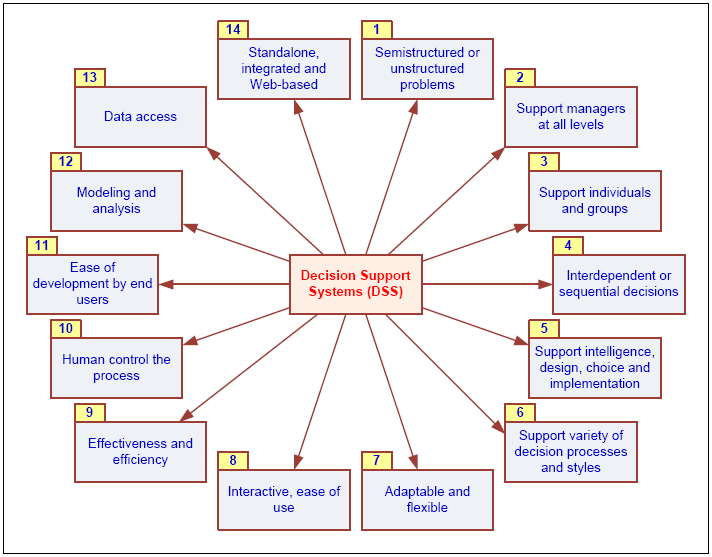 14
Standalone,
integrated and
Web-based
1
Semistructured or
unstructured
problems
2
Support managers
at all levels
3
Support individuals
and groups
4
Interdependent or
sequential decisions
5
Support intelligence,
design, choice and
implementation
6
Support variety of
decision processes
and styles
7
Adaptable and
flexible
8
Interactive, ease of
use
9
Effectiveness and
efficiency
10
Human control the
process
11
Ease of
development by end
users
12
Modeling and
analysis
13
Data access
Decision Support
Systems (DSS)